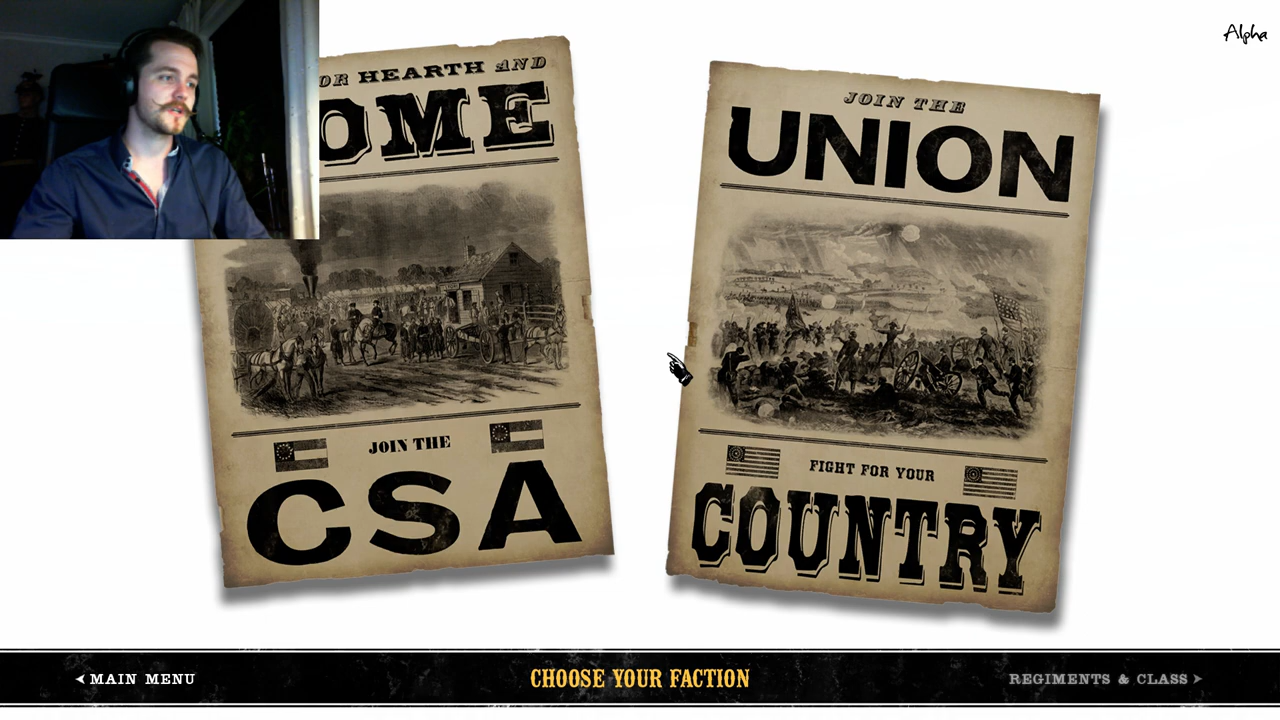 Alpha
HEARTH AND
JOIN THE
CSA
JOIN THE
UNION
FIGHT FOR YOUR
COUNTRY
MAIN MENU
CHOOSE YOUR FACTION
REGIMENTS & CLASS